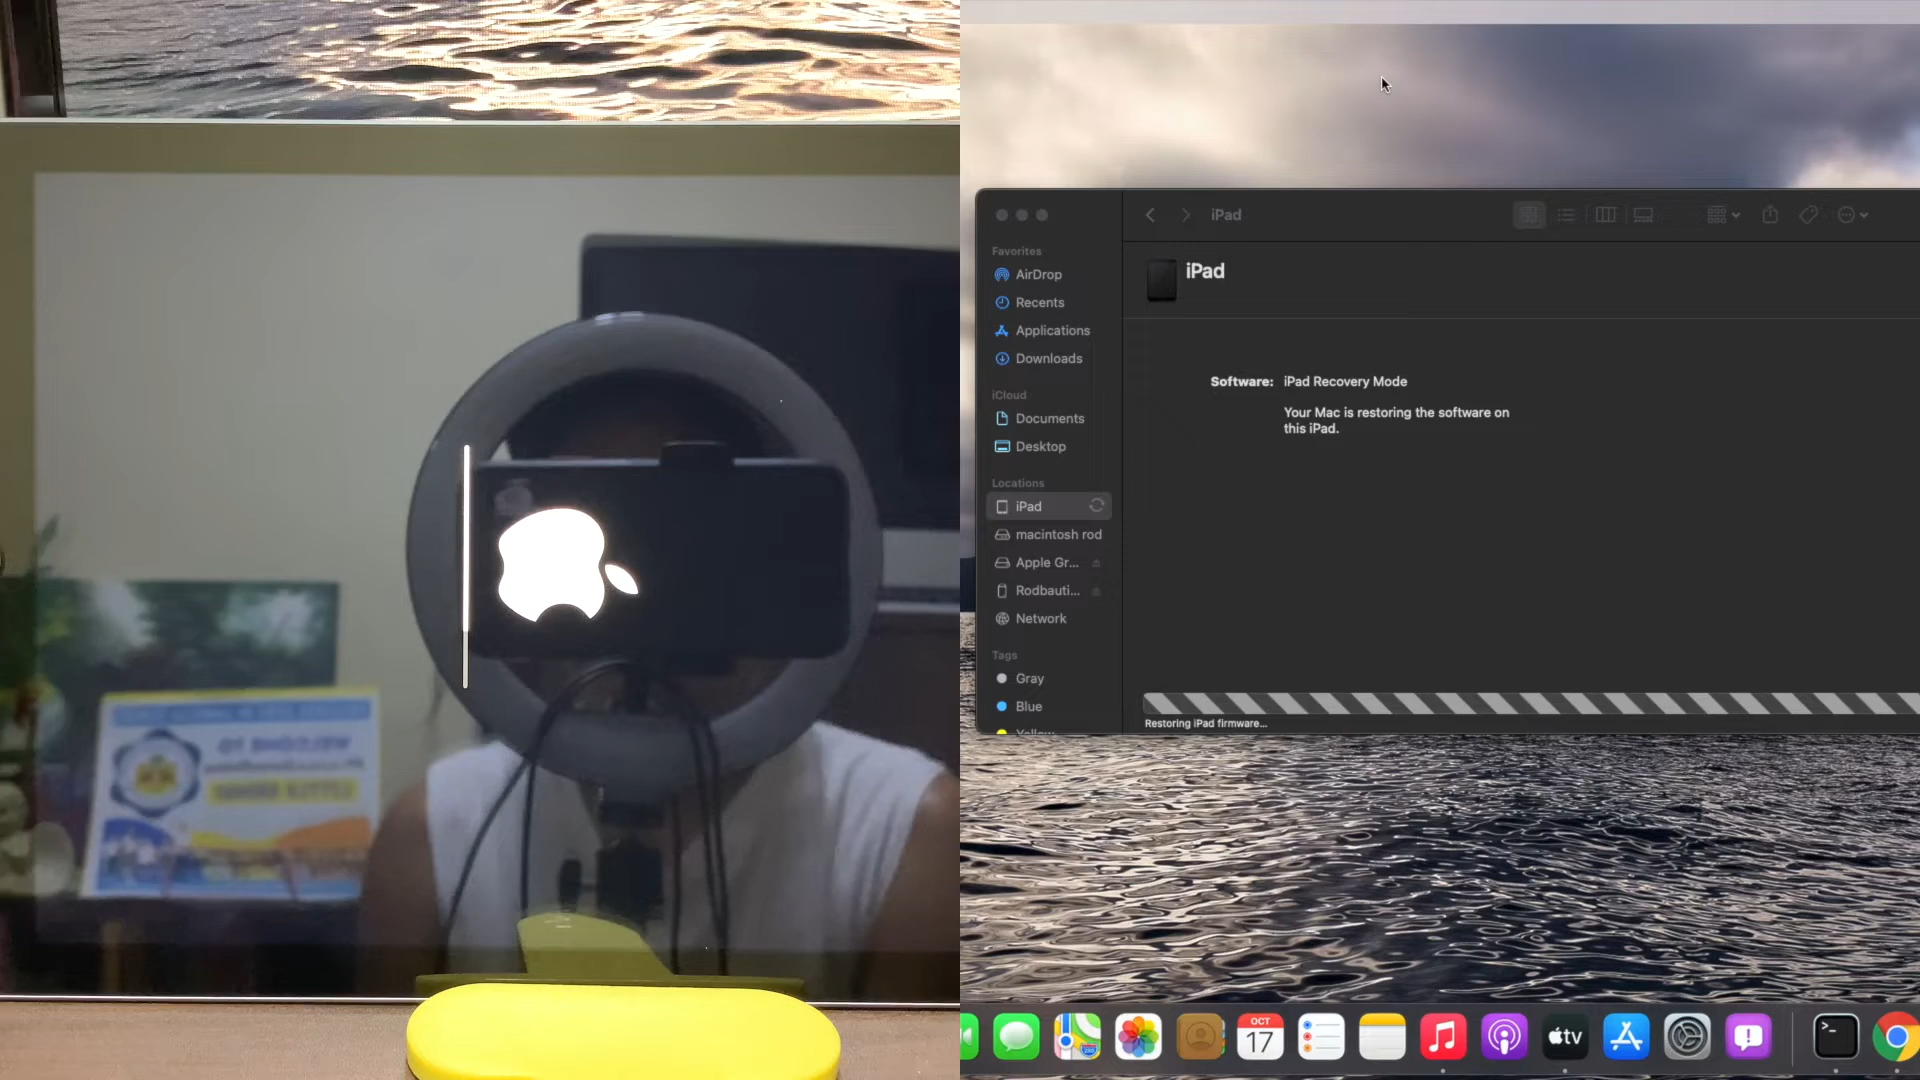 iPad
Favorites
iPad
AirDrop
Recents
Applications
Downloads
Software: iPad Recovery Mode
Your Mac is restoring the software on
this iPad.
iCloud
Documents
Desktop
Locations
iPad
macintosh rod
Apple Gr...
Rodbauti...
Network
Tags
Gray
Blue
Yellow
Restoring iPad firmware...
OCT
17
tv